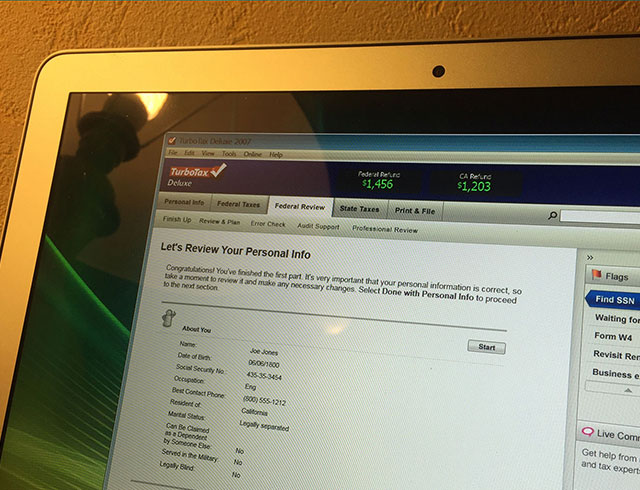 TurboTax Deluxe 2007
File Edit View Tools Online Help
TurboTax
Deluxe
Federal Refund
$1,456
CA Refund
$1,203
Personal Info Federal Taxes Federal Review State Taxes Print & File
Finish Up Review & Plan Error Check Audit Support Professional Review
Let's Review Your Personal Info
Congratulations! You've finished the first part. It's very important that your personal information is correct, so
take a moment to review it and make any necessary changes. Select Done with Personal Info to proceed
to the next section.
About You
Start
Name: Joe Jones
Date of Birth: 06/06/1800
Social Security No.: 435-35-3454
Occupation: Eng
Best Contact Phone: (800) 555-1212
Resident of: California
Marital Status: Legally separated
Can Be Claimed
as a Dependent
by Someone Else: No
Served in the Military: No
Legally Blind: No
»
Flags
Find SSN
Waiting for
Form W4
Revisit Ren
Business e
Live Comm
Get help from
and tax expert